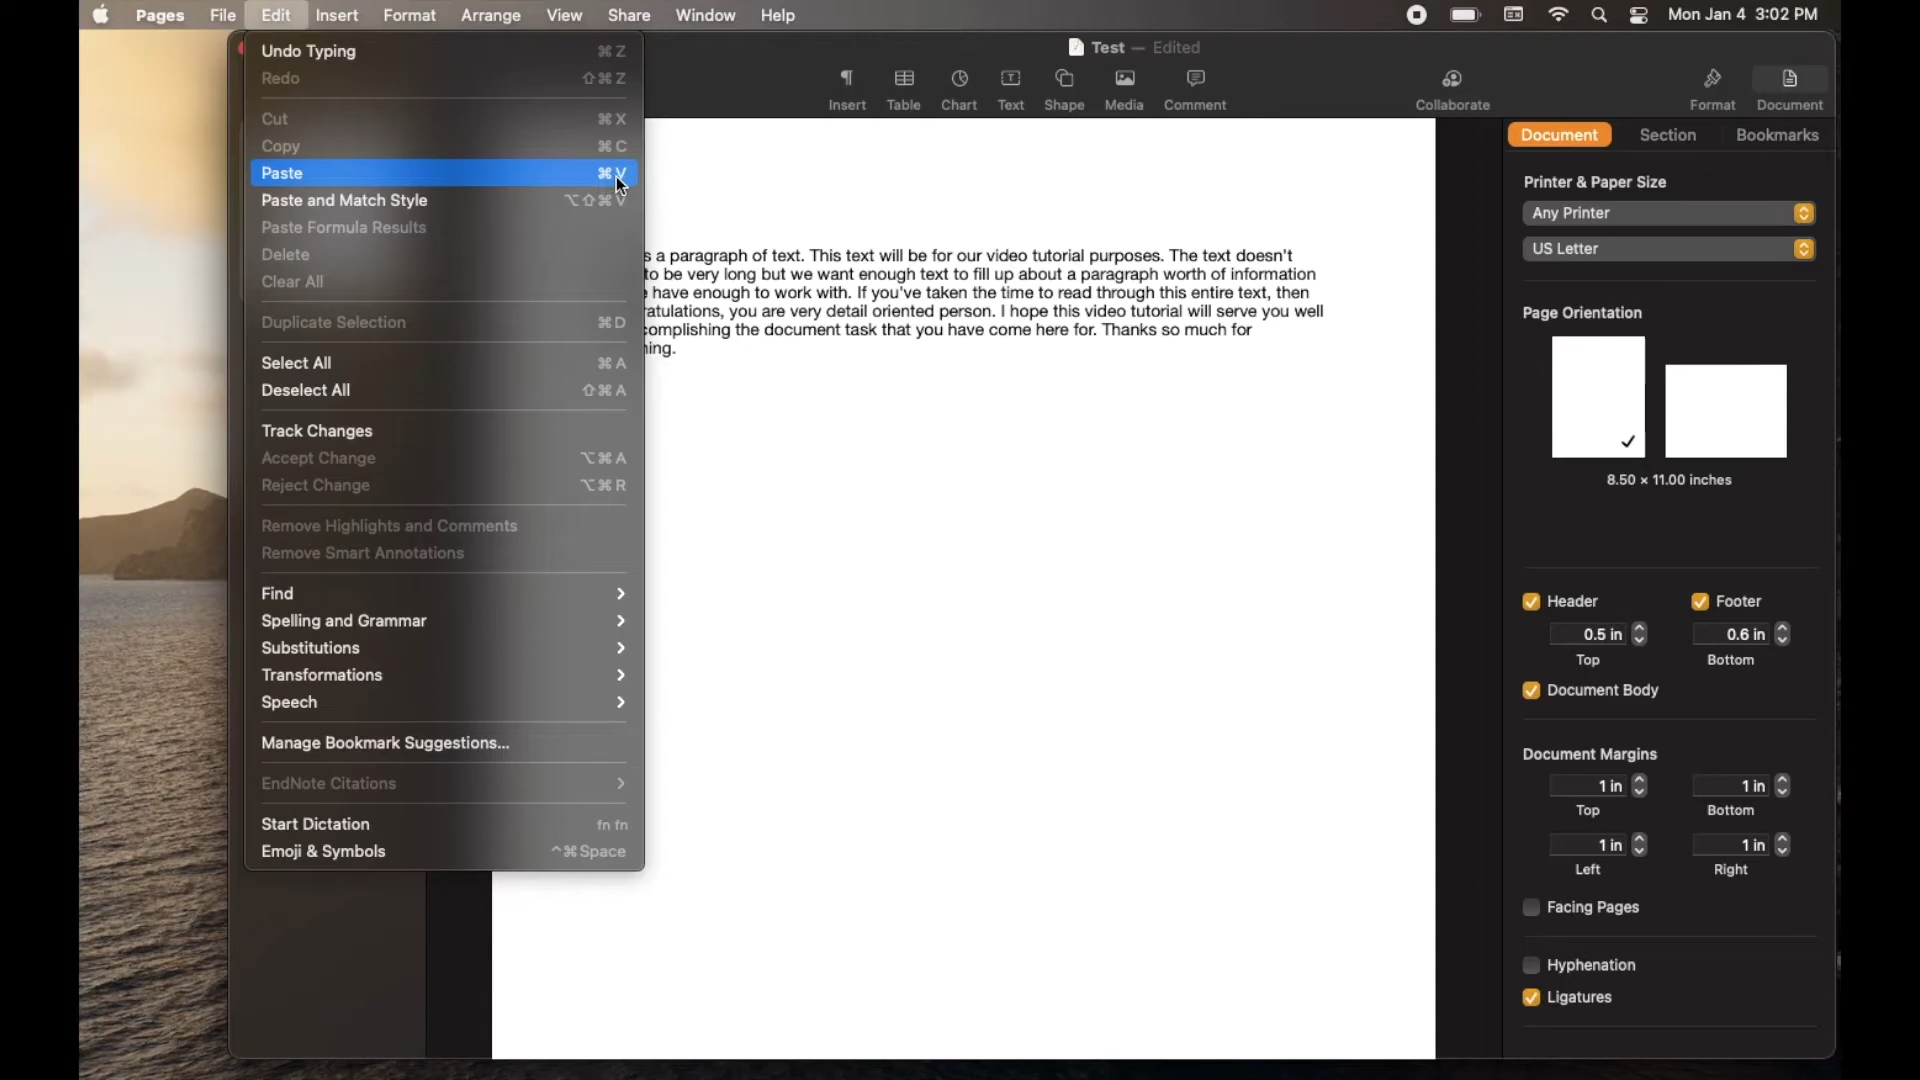 Pages File Edit Insert Format Arrange View Share Window Help Mon Jan 4 3:02 PM
Test — Edited
Insert Table Chart Text Shape Media Comment Collaborate Format Document
Undo Typing ⌘ Z
Redo ⇧ ⌘ Z
Cut ⌘ X
Copy ⌘ C
Paste ⌘ V
Paste and Match Style ⌥ ⇧ ⌘ V
Paste Formula Results
Delete
Clear All
Duplicate Selection ⌘ D
Select All ⌘ A
Deselect All ⇧ ⌘ A
Track Changes
Accept Change ⌥ ⌘ A
Reject Change ⌥ ⌘ R
Remove Highlights and Comments
Remove Smart Annotations
Find
Spelling and Grammar
Substitutions
Transformations
Speech
Manage Bookmark Suggestions...
EndNote Citations
Start Dictation fn fn
Emoji & Symbols ^ ⌘ Space
s a paragraph of text. This text will be for our video tutorial purposes. The text doesn't
to be very long but we want enough text to fill up about a paragraph worth of information
have enough to work with. If you've taken the time to read through this entire text, then
ratulations, you are very detail oriented person. I hope this video tutorial will serve you well
complishing the document task that you have come here for. Thanks so much for
ning.
Document Section Bookmarks
Printer & Paper Size
Any Printer
US Letter
Page Orientation
8.50 × 11.00 inches
Header Footer
0.5 in 0.6 in
Top Bottom
Document Body
Document Margins
1 in 1 in
Top Bottom
1 in 1 in
Left Right
Facing Pages
Hyphenation
Ligatures